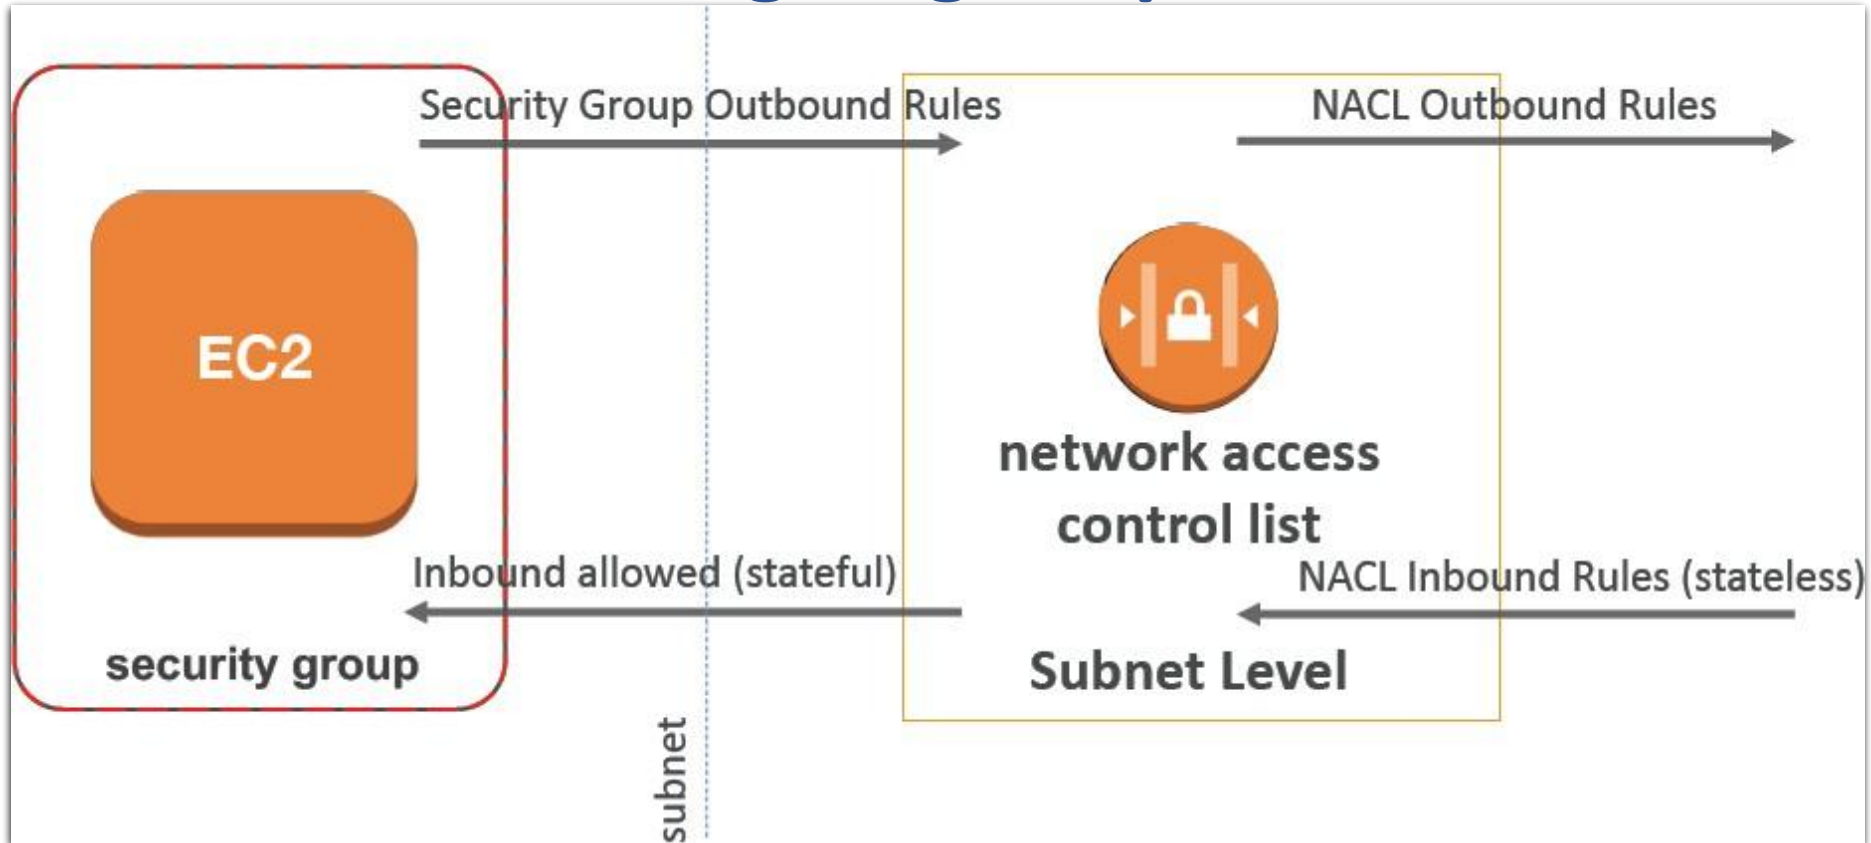 Security Group Outbound Rules
NACL Outbound Rules
EC2
network access
control list
Inbound allowed (stateful)
NACL Inbound Rules (stateless)
security group
Subnet Level
subnet